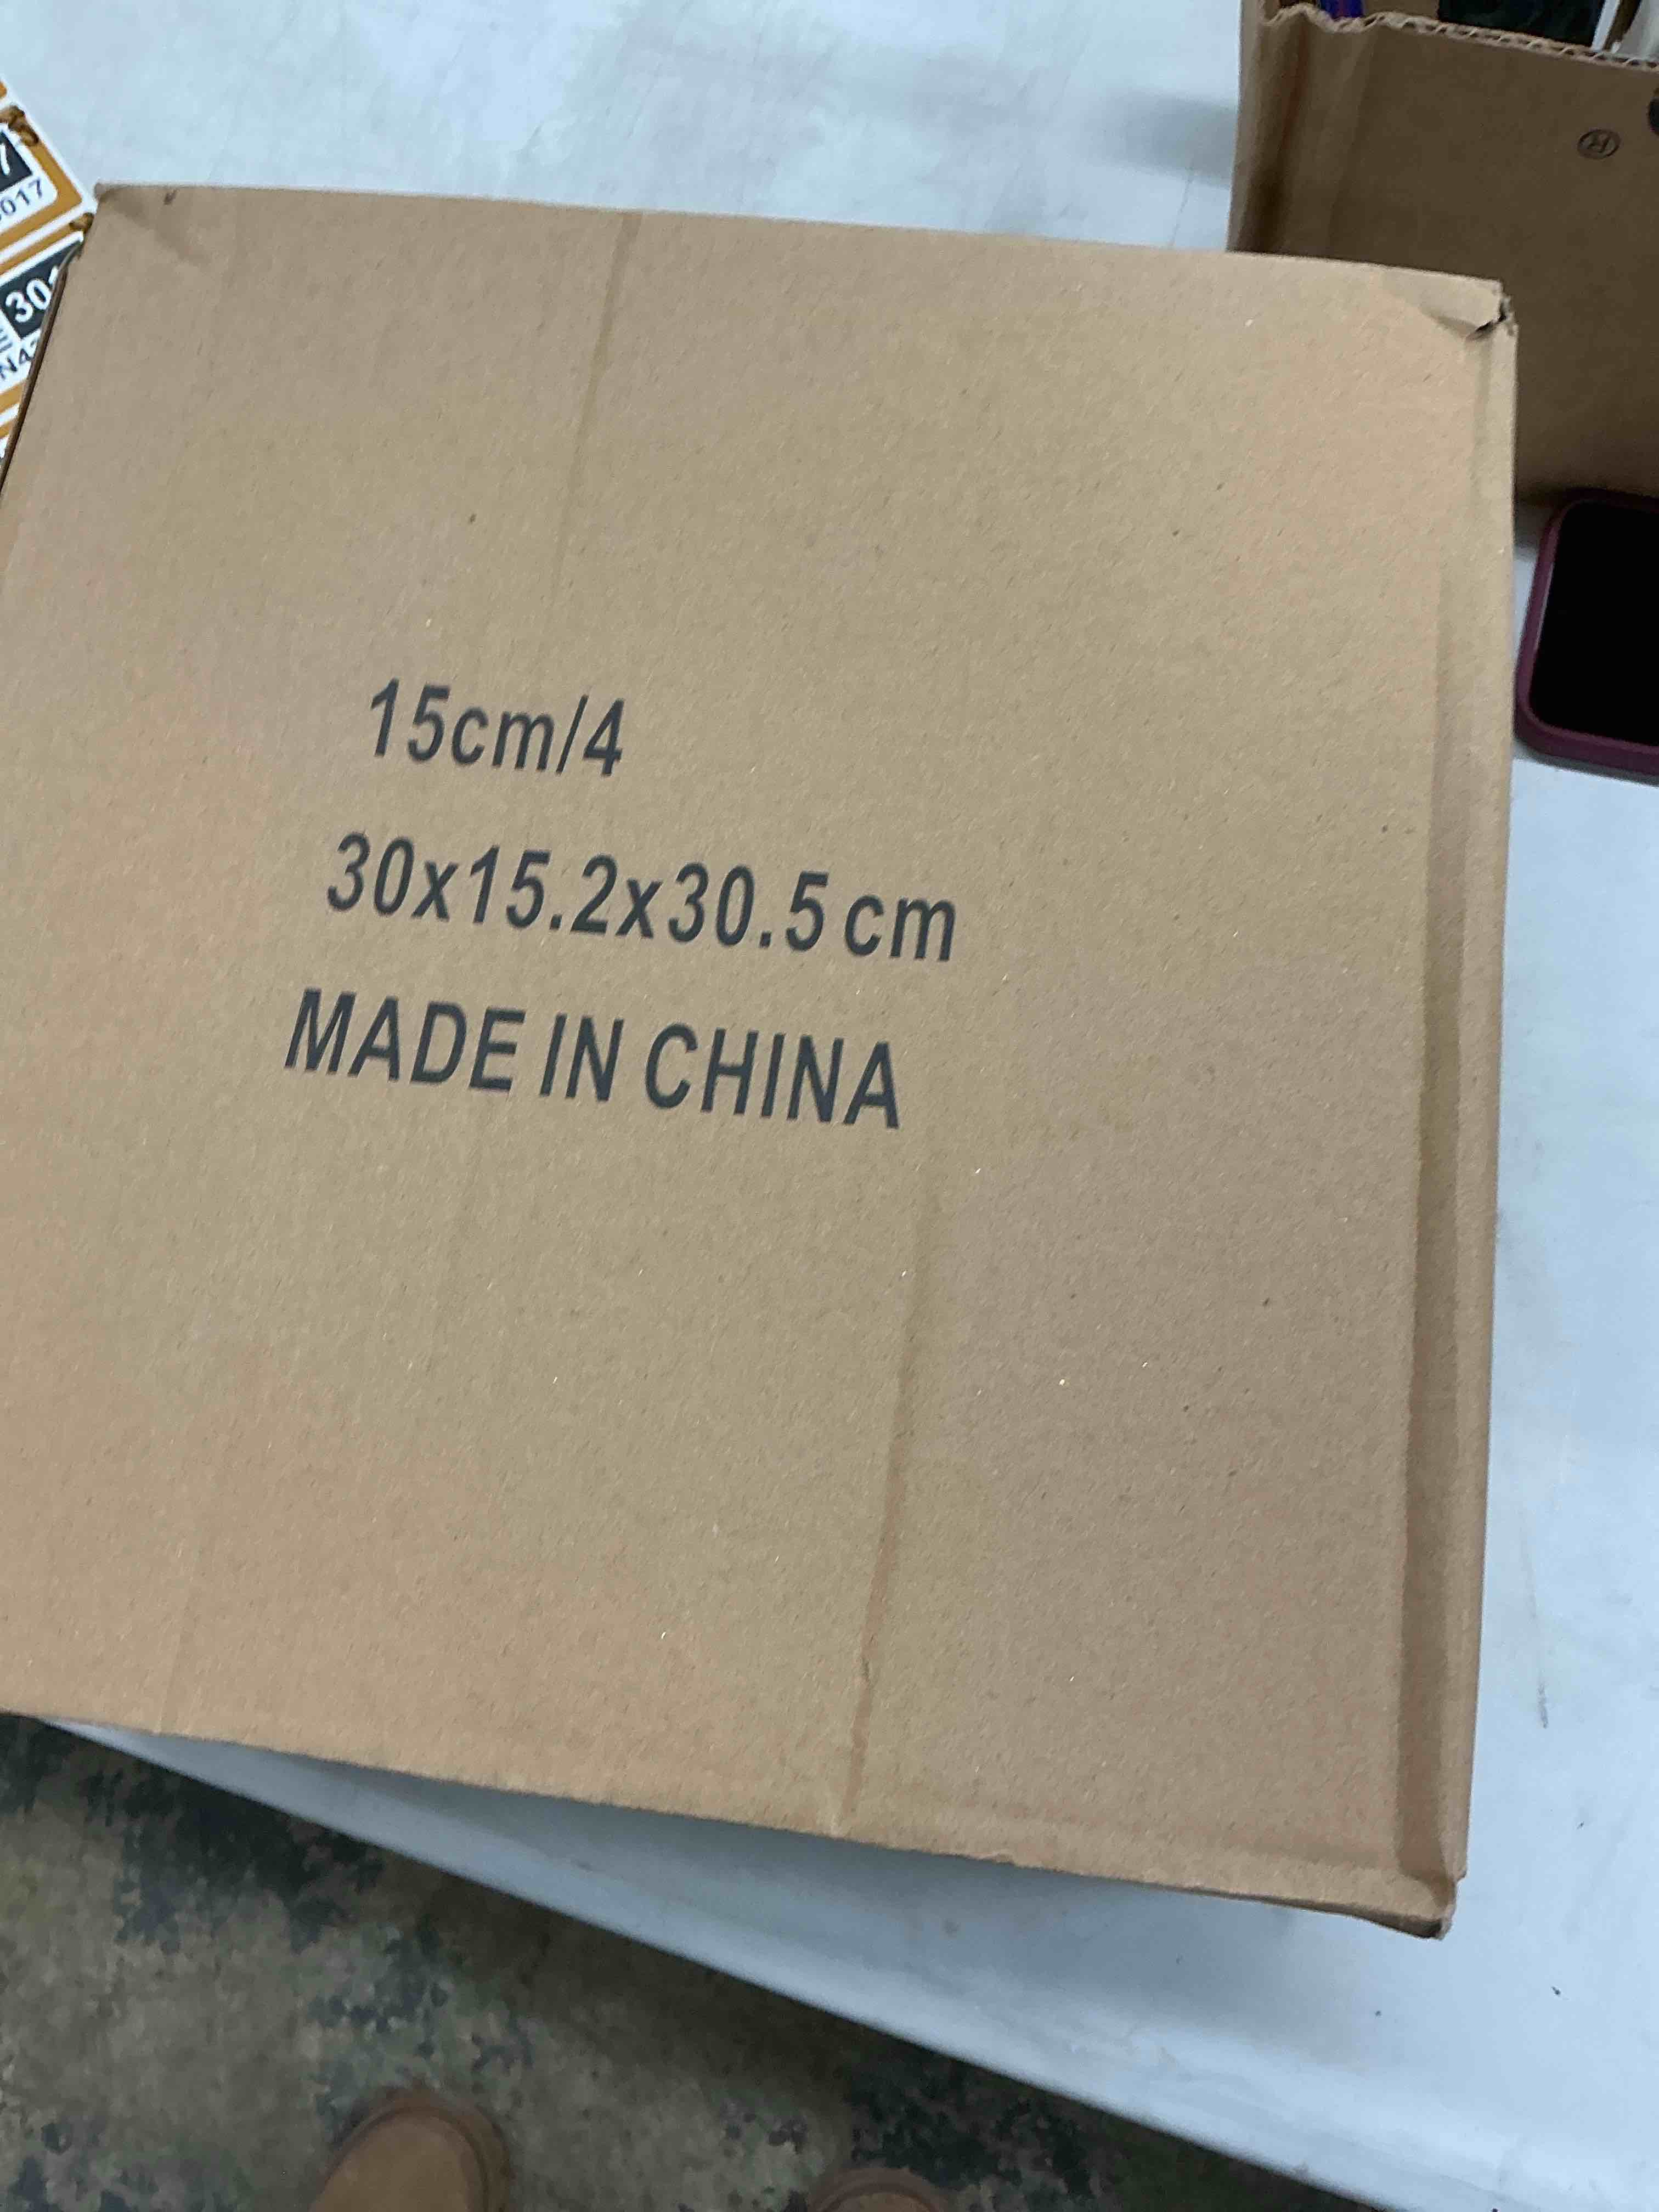 ®
15cm/4
30x15.2x30.5cm
MADE IN CHINA